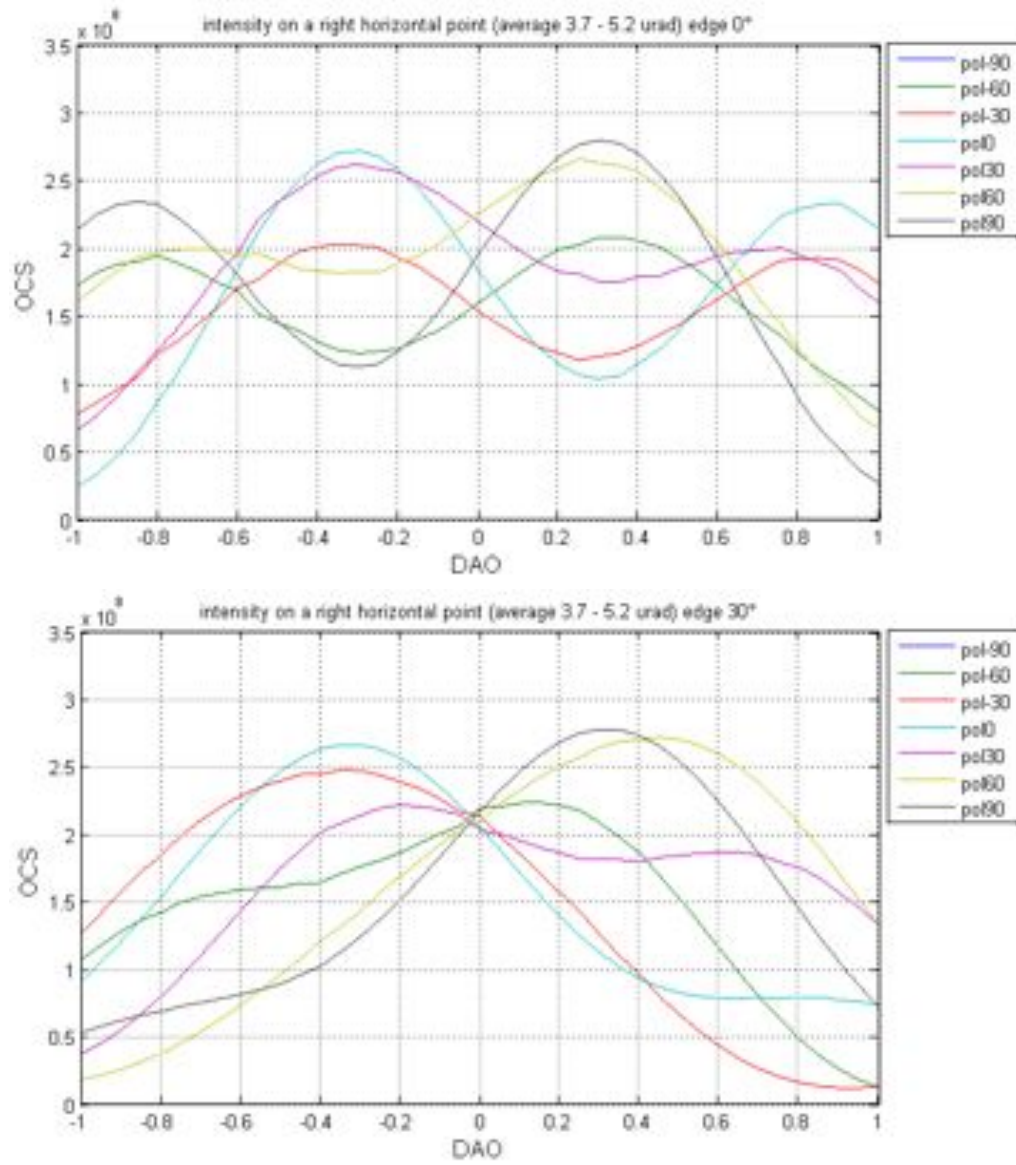 intensity on a right horizontal point (average 3.7 - 5.2 urad) edge 0°
x 10⁸
3.5
3
2.5
2
1.5
1
0.5
0
OCS
-1 -0.8 -0.6 -0.4 -0.2 0 0.2 0.4 0.6 0.8 1
DAO
pol-90
pol-60
pol-30
pol0
pol30
pol60
pol90
intensity on a right horizontal point (average 3.7 - 5.2 urad) edge 30°
x 10⁸
3.5
3
2.5
2
1.5
1
0.5
0
OCS
-1 -0.8 -0.6 -0.4 -0.2 0 0.2 0.4 0.6 0.8 1
DAO
pol-90
pol-60
pol-30
pol0
pol30
pol60
pol90